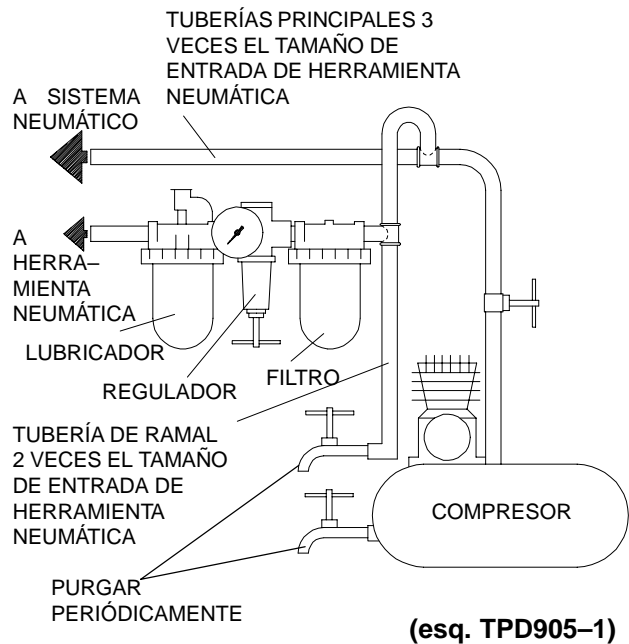 TUBERÍAS PRINCIPALES 3
VECES EL TAMAÑO DE
ENTRADA DE HERRAMIENTA
NEUMÁTICA
A SISTEMA
NEUMÁTICO
A
HERRA–
MIENTA
NEUMÁTICA
LUBRICADOR
REGULADOR
FILTRO
TUBERÍA DE RAMAL
2 VECES EL TAMAÑO
DE ENTRADA DE
HERRAMIENTA
NEUMÁTICA
COMPRESOR
PURGAR
PERIÓDICAMENTE
(esq. TPD905–1)